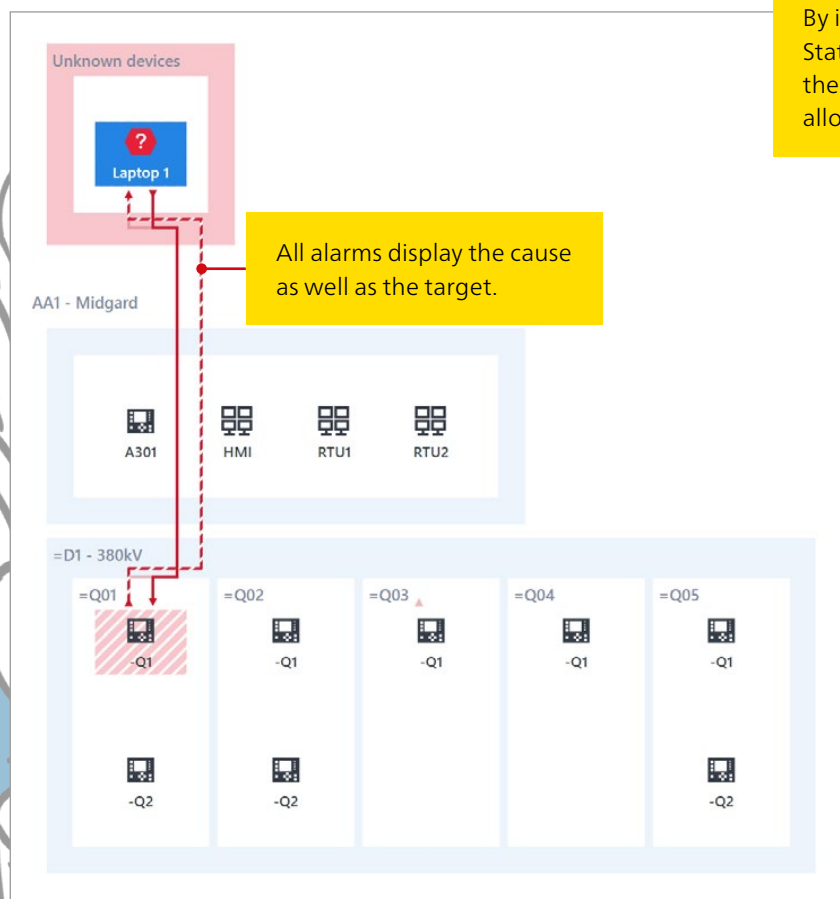 By i
Stat
the
allo
Unknown devices
?
Laptop 1
All alarms display the cause
as well as the target.
AA1 - Midgard
A301
HMI
RTU1
RTU2
=D1 - 380kV
=Q01
=Q02
=Q03
=Q04
=Q05
-Q1
-Q1
-Q1
-Q1
-Q1
-Q2
-Q2
-Q2